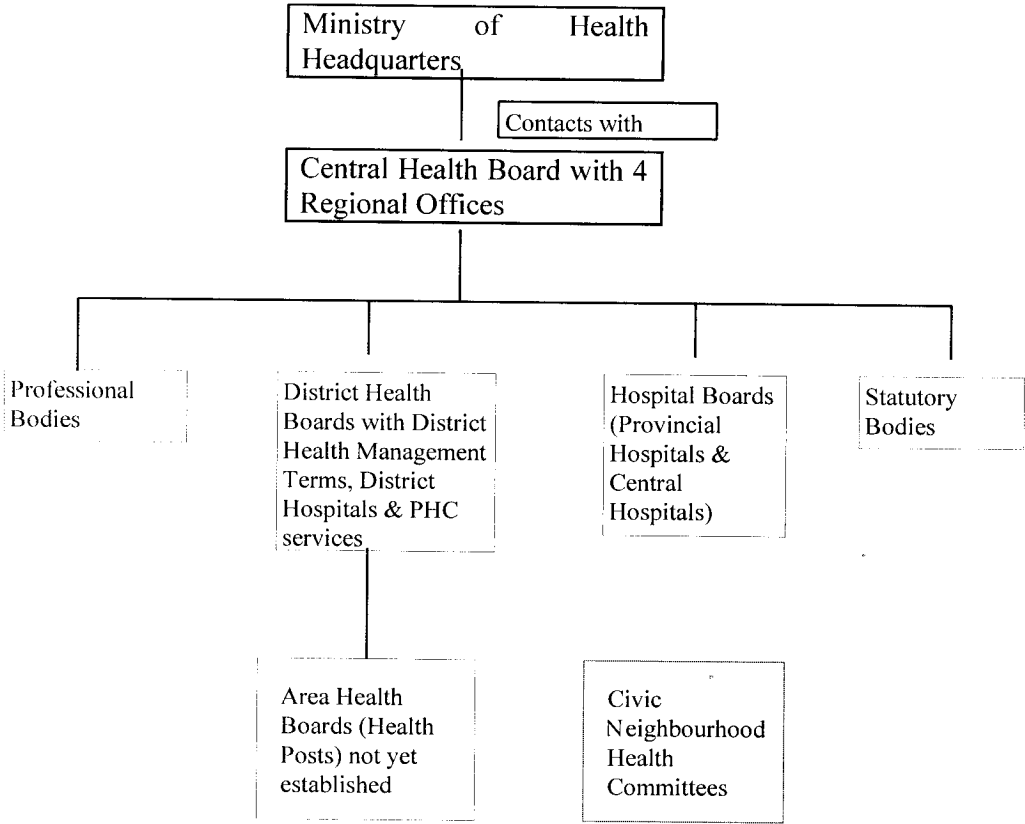 Ministry of Health
Headquarters
Contacts with
Central Health Board with 4
Regional Offices
Professional
Bodies
District Health
Boards with District
Health Management
Terms, District
Hospitals & PHC
services
Hospital Boards
(Provincial
Hospitals &
Central
Hospitals)
Statutory
Bodies
Area Health
Boards (Health
Posts) not yet
established
Civic
Neighbourhood
Health
Committees